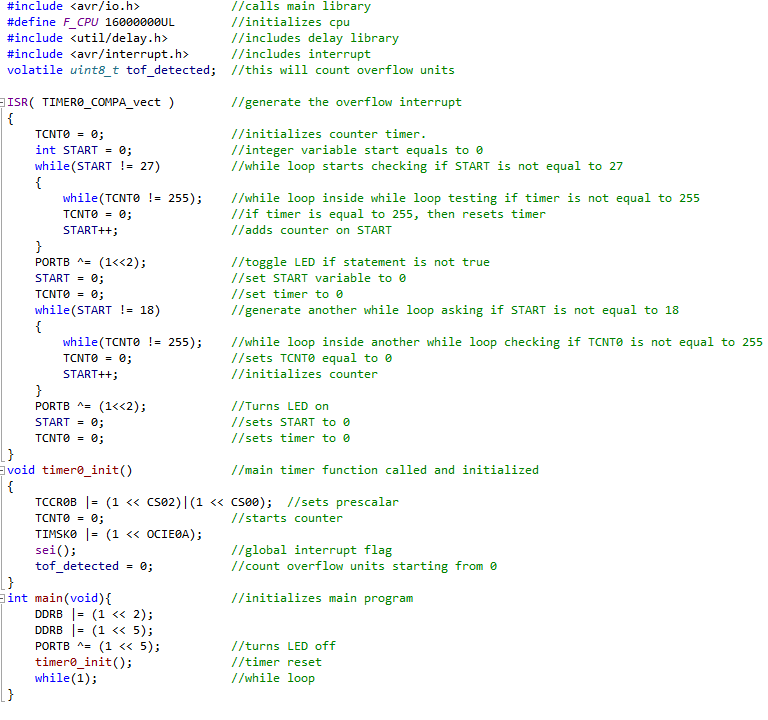 #include <avr/io.h> //calls main library
#define F_CPU 16000000UL //initializes cpu
#include <util/delay.h> //includes delay library
#include <avr/interrupt.h> //includes interrupt
volatile uint8_t tof_detected; //this will count overflow units
ISR( TIMER0_COMPA_vect ) //generate the overflow interrupt
{
TCNT0 = 0; //initializes counter timer.
int START = 0; //integer variable start equals to 0
while(START != 27) //while loop starts checking if START is not equal to 27
{
while(TCNT0 != 255); //while loop inside while loop testing if timer is not equal to 255
TCNT0 = 0; //if timer is equal to 255, then resets timer
START++; //adds counter on START
}
PORTB ^= (1<<2); //toggle LED if statement is not true
START = 0; //set START variable to 0
TCNT0 = 0; //set timer to 0
while(START != 18) //generate another while loop asking if START is not equal to 18
{
while(TCNT0 != 255); //while loop inside another while loop checking if TCNT0 is not equal to 255
TCNT0 = 0; //sets TCNT0 equal to 0
START++; //initializes counter
}
PORTB ^= (1<<2); //Turns LED on
START = 0; //sets START to 0
TCNT0 = 0; //sets timer to 0
}
void timer0_init() //main timer function called and initialized
{
TCCR0B |= (1 << CS02)|(1 << CS00); //sets prescalar
TCNT0 = 0; //starts counter
TIMSK0 |= (1 << OCIE0A);
sei(); //global interrupt flag
tof_detected = 0; //count overflow units starting from 0
}
int main(void){ //initializes main program
DDRB |= (1 << 2);
DDRB |= (1 << 5);
PORTB ^= (1 << 5); //turns LED off
timer0_init(); //timer reset
while(1); //while loop
}